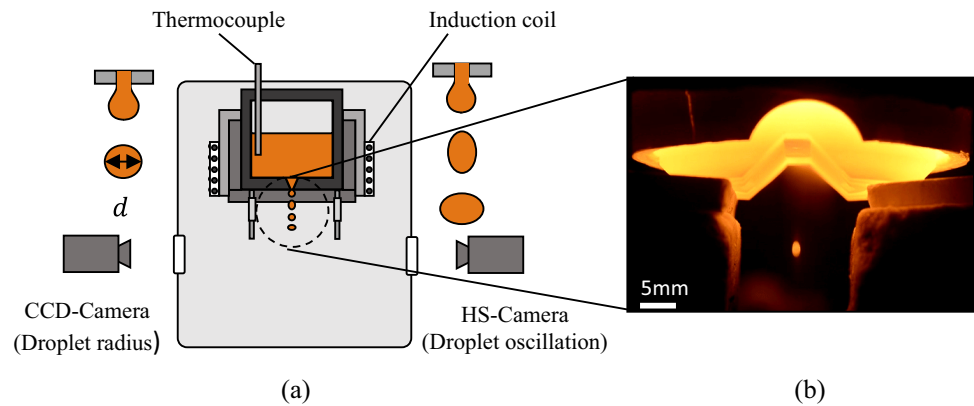 Thermocouple
Induction coil
d
CCD-Camera
(Droplet radius)
HS-Camera
(Droplet oscillation)
5mm
(a)
(b)